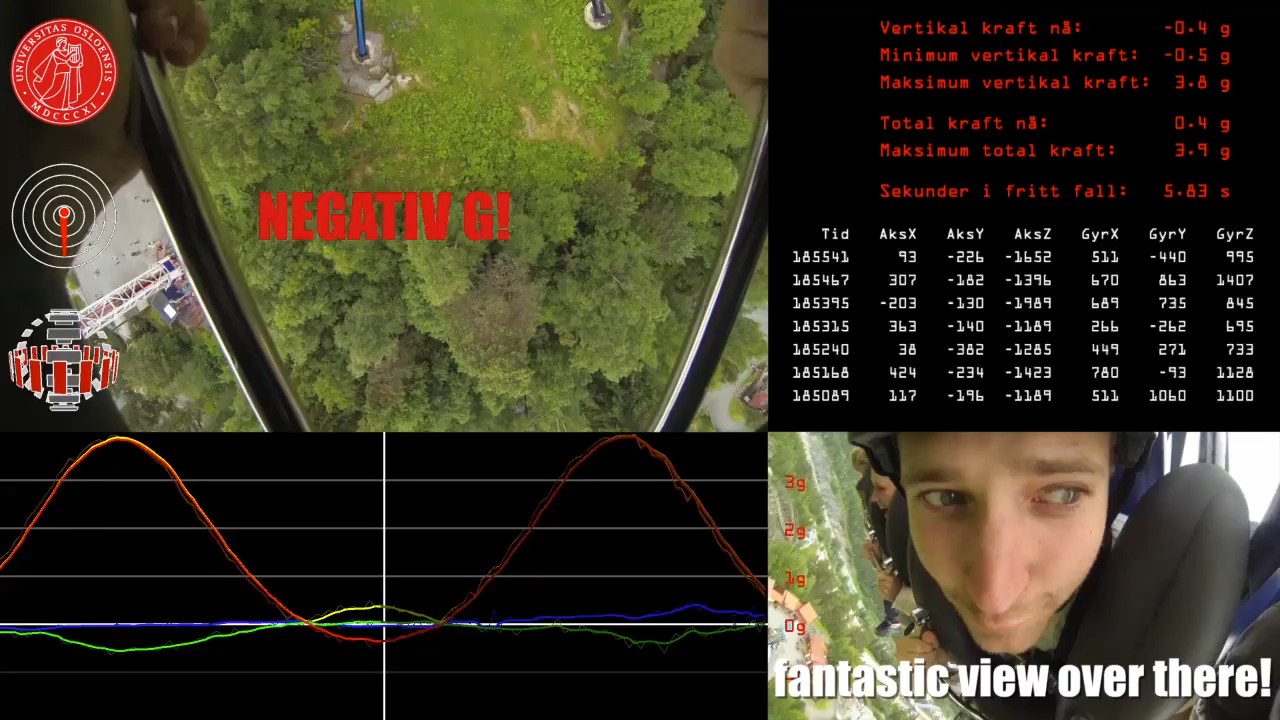 UNIVERSITAS OSLOENSIS
MDCCCXI
NEGATIV G!
Vertikal kraft nå: -0.4 g
Minimum vertikal kraft: -0.5 g
Maksimum vertikal kraft: 3.8 g
Total kraft nå: 0.4 g
Maksimum total kraft: 3.9 g
Sekunder i fritt fall: 5.83 s
Tid AksX AksY AksZ GyrX GyrY GyrZ
185541 93 -226 -1652 511 -440 995
185467 307 -182 -1396 670 863 1407
185395 -203 -130 -1989 689 735 845
185315 363 -140 -1189 266 -262 695
185240 38 -382 -1285 449 271 733
185168 424 -234 -1423 780 -93 1128
185089 117 -196 -1189 511 1060 1100
3g
2g
1g
0g
fantastic view over there!